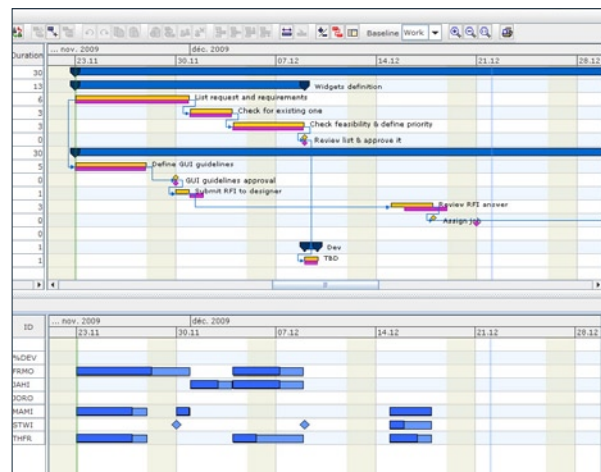 Baseline Work
Duration
... nov. 2009 déc. 2009
23.11 30.11 07.12 14.12 21.12 28.12
30
13 Widgets definition
6 List request and requirements
3 Check for existing one
3 Check feasibility & define priority
0 Review list & approve it
30
5 Define GUI guidelines
0 GUI guidelines approval
1 Submit RFI to designer
3 Review RFI answer
0 Assign job
0
1 Dev
1 TBD
ID ... nov. 2009 déc. 2009
23.11 30.11 07.12 14.12 21.12 28.12
%DEV
FRMO
JAHI
JORO
MAMI
STWI
THFR